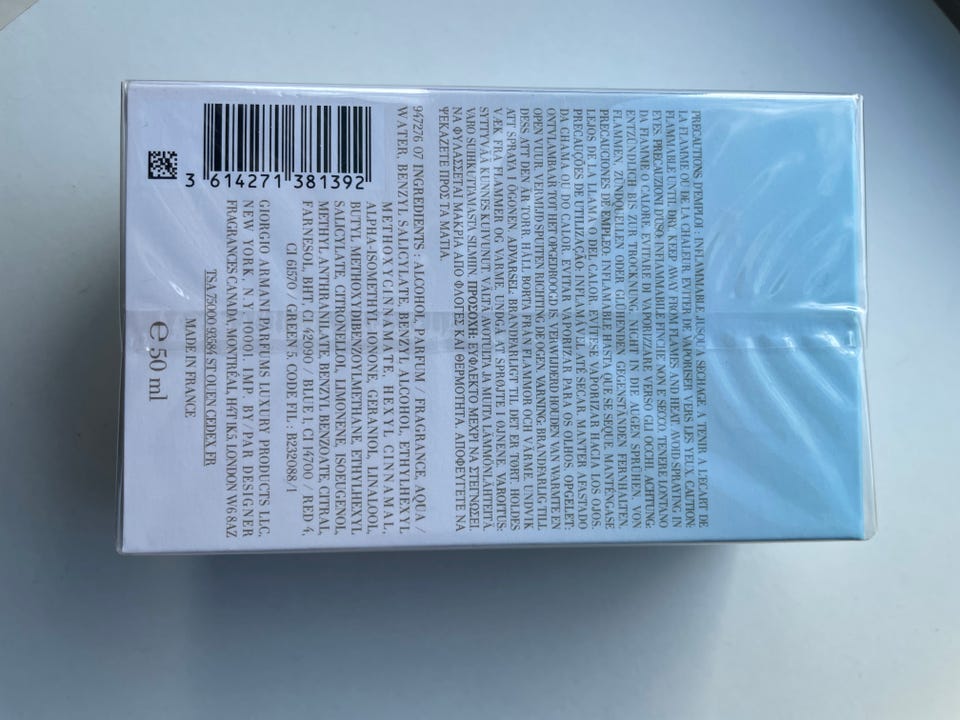 PRECAUTIONS D'EMPLOI : INFLAMMABLE JUSQU'À SÉCHAGE. À TENIR À L'ÉCART DE
LA FLAMME OU DE LA CHALEUR. ÉVITER DE VAPORISER VERS LES YEUX. CAUTION:
FLAMMABLE UNTIL DRY. KEEP AWAY FROM FLAMES AND HEAT. AVOID SPRAYING IN
EYES. PRECAUZIONI D'USO: INFIAMMABILE FINCHÉ NON È SECCO. TENERE LONTANO
DA FIAMMA O CALORE. EVITARE DI VAPORIZZARE VERSO GLI OCCHI. ACHTUNG:
ENTZÜNDLICH BIS ZUR TROCKNUNG. NICHT IN DIE AUGEN SPRÜHEN. VON
FLAMMEN, ZÜNDQUELLEN ODER GLÜHENDEN GEGENSTÄNDEN FERNHALTEN.
PRECAUCIONES DE EMPLEO: INFLAMABLE HASTA QUE SE SEQUE. MANTÉNGASE
LEJOS DE LA LLAMA O DEL CALOR. EVÍTESE VAPORIZAR HACIA LOS OJOS.
PRECAUÇÕES DE UTILIZAÇÃO: INFLAMÁVEL ATÉ SECAR. MANTER AFASTADO
DA CHAMA OU DO CALOR. EVITAR VAPORIZAR PARA OS OLHOS. OPGELET:
ONTVLAMBAAR TOT HET OPGEDROOGD IS. VERWIJDERD HOUDEN VAN WARMTE EN
OPEN VUUR. VERMIJD SPUITEN IN RICHTING DE OGEN. VARNING: BRANDFARLIG TILL
DESS ATT DEN ÄR TORR. HÅLL BORTA FRÅN FLAMMOR OCH VÄRME. UNDVIK
ATT SPRAYA I ÖGONEN. ADVARSEL: BRANDFARLIGT TIL DET ER TØRT. HOLDES
VÆK FRA FLAMMER OG VARME. UNDGÅ AT SPRØJTE I ØJNENE. VAROITUS:
SYTTYVÄÄ KUNNES KUIVUNUT. VÄLTÄ AVOTULTA JA MUITA LÄMMÖNLÄHTEITÄ.
VARO SUIHKUTTAMASTA SILMIIN. ΠΡΟΣΟΧΗ: ΕΥΦΛΕΚΤΟ ΜΕΧΡΙ ΝΑ ΣΤΕΓΝΩΣΕΙ.
ΝΑ ΦΥΛΑΣΣΕΤΑΙ ΜΑΚΡΙΑ ΑΠΟ ΦΛΟΓΕΣ ΚΑΙ ΘΕΡΜΟΤΗΤΑ. ΑΠΟΦΕΥΓΕΤΕ ΝΑ
ΨΕΚΑΖΕΤΕ ΠΡΟΣ ΤΑ ΜΑΤΙΑ.
947276 07 INGREDIENTS : ALCOHOL, PARFUM / FRAGRANCE, AQUA /
WATER, BENZYL SALICYLATE, BENZYL ALCOHOL, ETHYLHEXYL
METHOXYCINNAMATE, HEXYL CINNAMAL,
ALPHA-ISOMETHYL IONONE, GERANIOL, LINALOOL,
BUTYL METHOXYDIBENZOYLMETHANE, ETHYLHEXYL
SALICYLATE, CITRONELLOL, LIMONENE, ISOEUGENOL,
METHYL ANTHRANILATE, BENZYL BENZOATE, CITRAL,
FARNESOL, BHT, CI 42090 / BLUE 1, CI 14700 / RED 4,
CI 61570 / GREEN 5. CODE F.I.L. : B232088/1
3 614271 381392
GIORGIO ARMANI PARFUMS LUXURY PRODUCTS LLC,
NEW YORK, N.Y. 10001. IMP. BY/PAR DESIGNER
FRAGRANCES CANADA, MONTRÉAL, H4T 1K5. LONDON W6 8AZ
TSA 75000 93584 ST. OUEN, CEDEX, FR
MADE IN FRANCE
℮ 50 ml